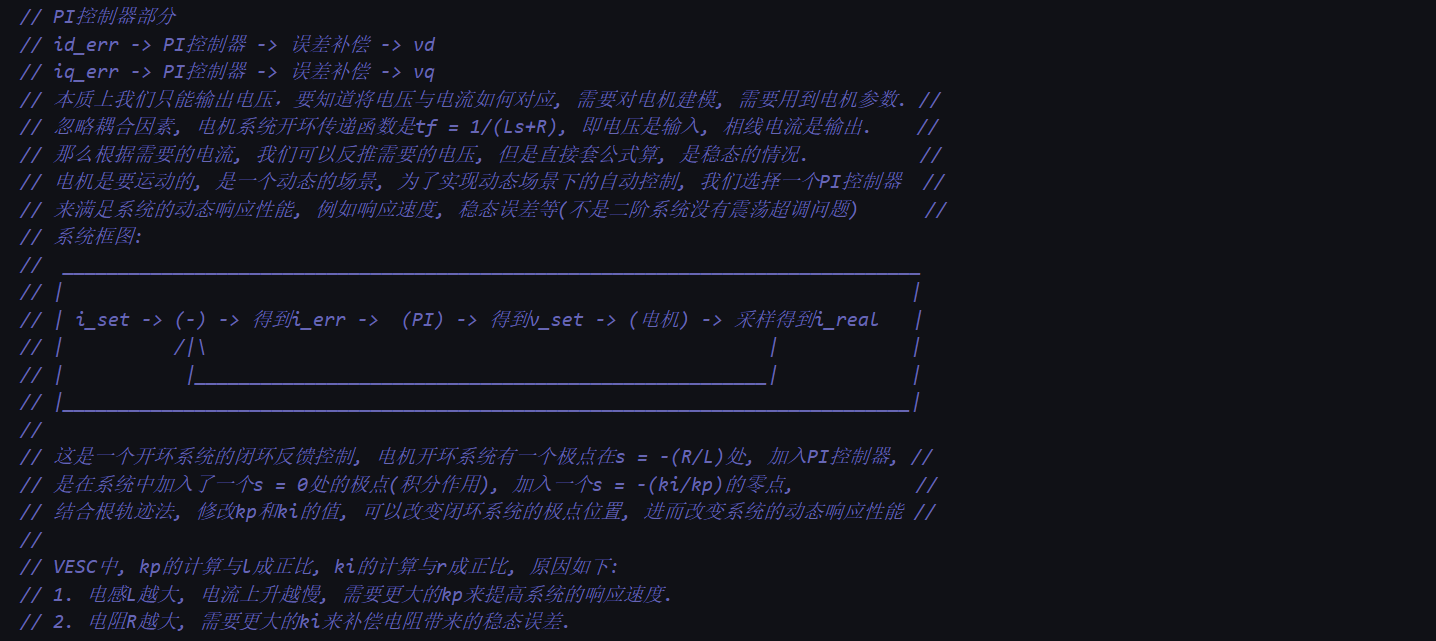 // PI控制器部分
// id_err -> PI控制器 -> 误差补偿 -> vd
// iq_err -> PI控制器 -> 误差补偿 -> vq
// 本质上我们只能输出电压. 要知道将电压与电流如何对应, 需要对电机建模, 需要用到电机参数. //
// 忽略耦合因素, 电机系统开环传递函数是tf = 1/(Ls+R), 即电压是输入, 相线电流是输出. //
// 那么根据需要的电流, 我们可以反推需要的电压, 但是直接套公式算, 是稳态的情况. //
// 电机是要运动的, 是一个动态的场景, 为了实现动态场景下的自动控制, 我们选择一个PI控制器 //
// 来满足系统的动态响应性能, 例如响应速度, 稳态误差等(不是二阶系统没有震荡超调问题) //
// 系统框图:
// ______________________________________________________________________________
// | |
// | i_set -> (-) -> 得到i_err -> (PI) -> 得到v_set -> (电机) -> 采样得到i_real |
// | /|\ | |
// | |____________________________________________________| |
// |_____________________________________________________________________________|
//
// 这是一个开环系统的闭环反馈控制, 电机开环系统有一个极点在s = -(R/L)处, 加入PI控制器, //
// 是在系统中加入了一个s = 0处的极点(积分作用), 加入一个s = -(ki/kp)的零点, //
// 结合根轨迹法, 修改kp和ki的值, 可以改变闭环系统的极点位置, 进而改变系统的动态响应性能 //
//
// VESC中, kp的计算与l成正比, ki的计算与r成正比, 原因如下:
// 1. 电感L越大, 电流上升越慢, 需要更大的kp来提高系统的响应速度.
// 2. 电阻R越大, 需要更大的ki来补偿电阻带来的稳态误差.